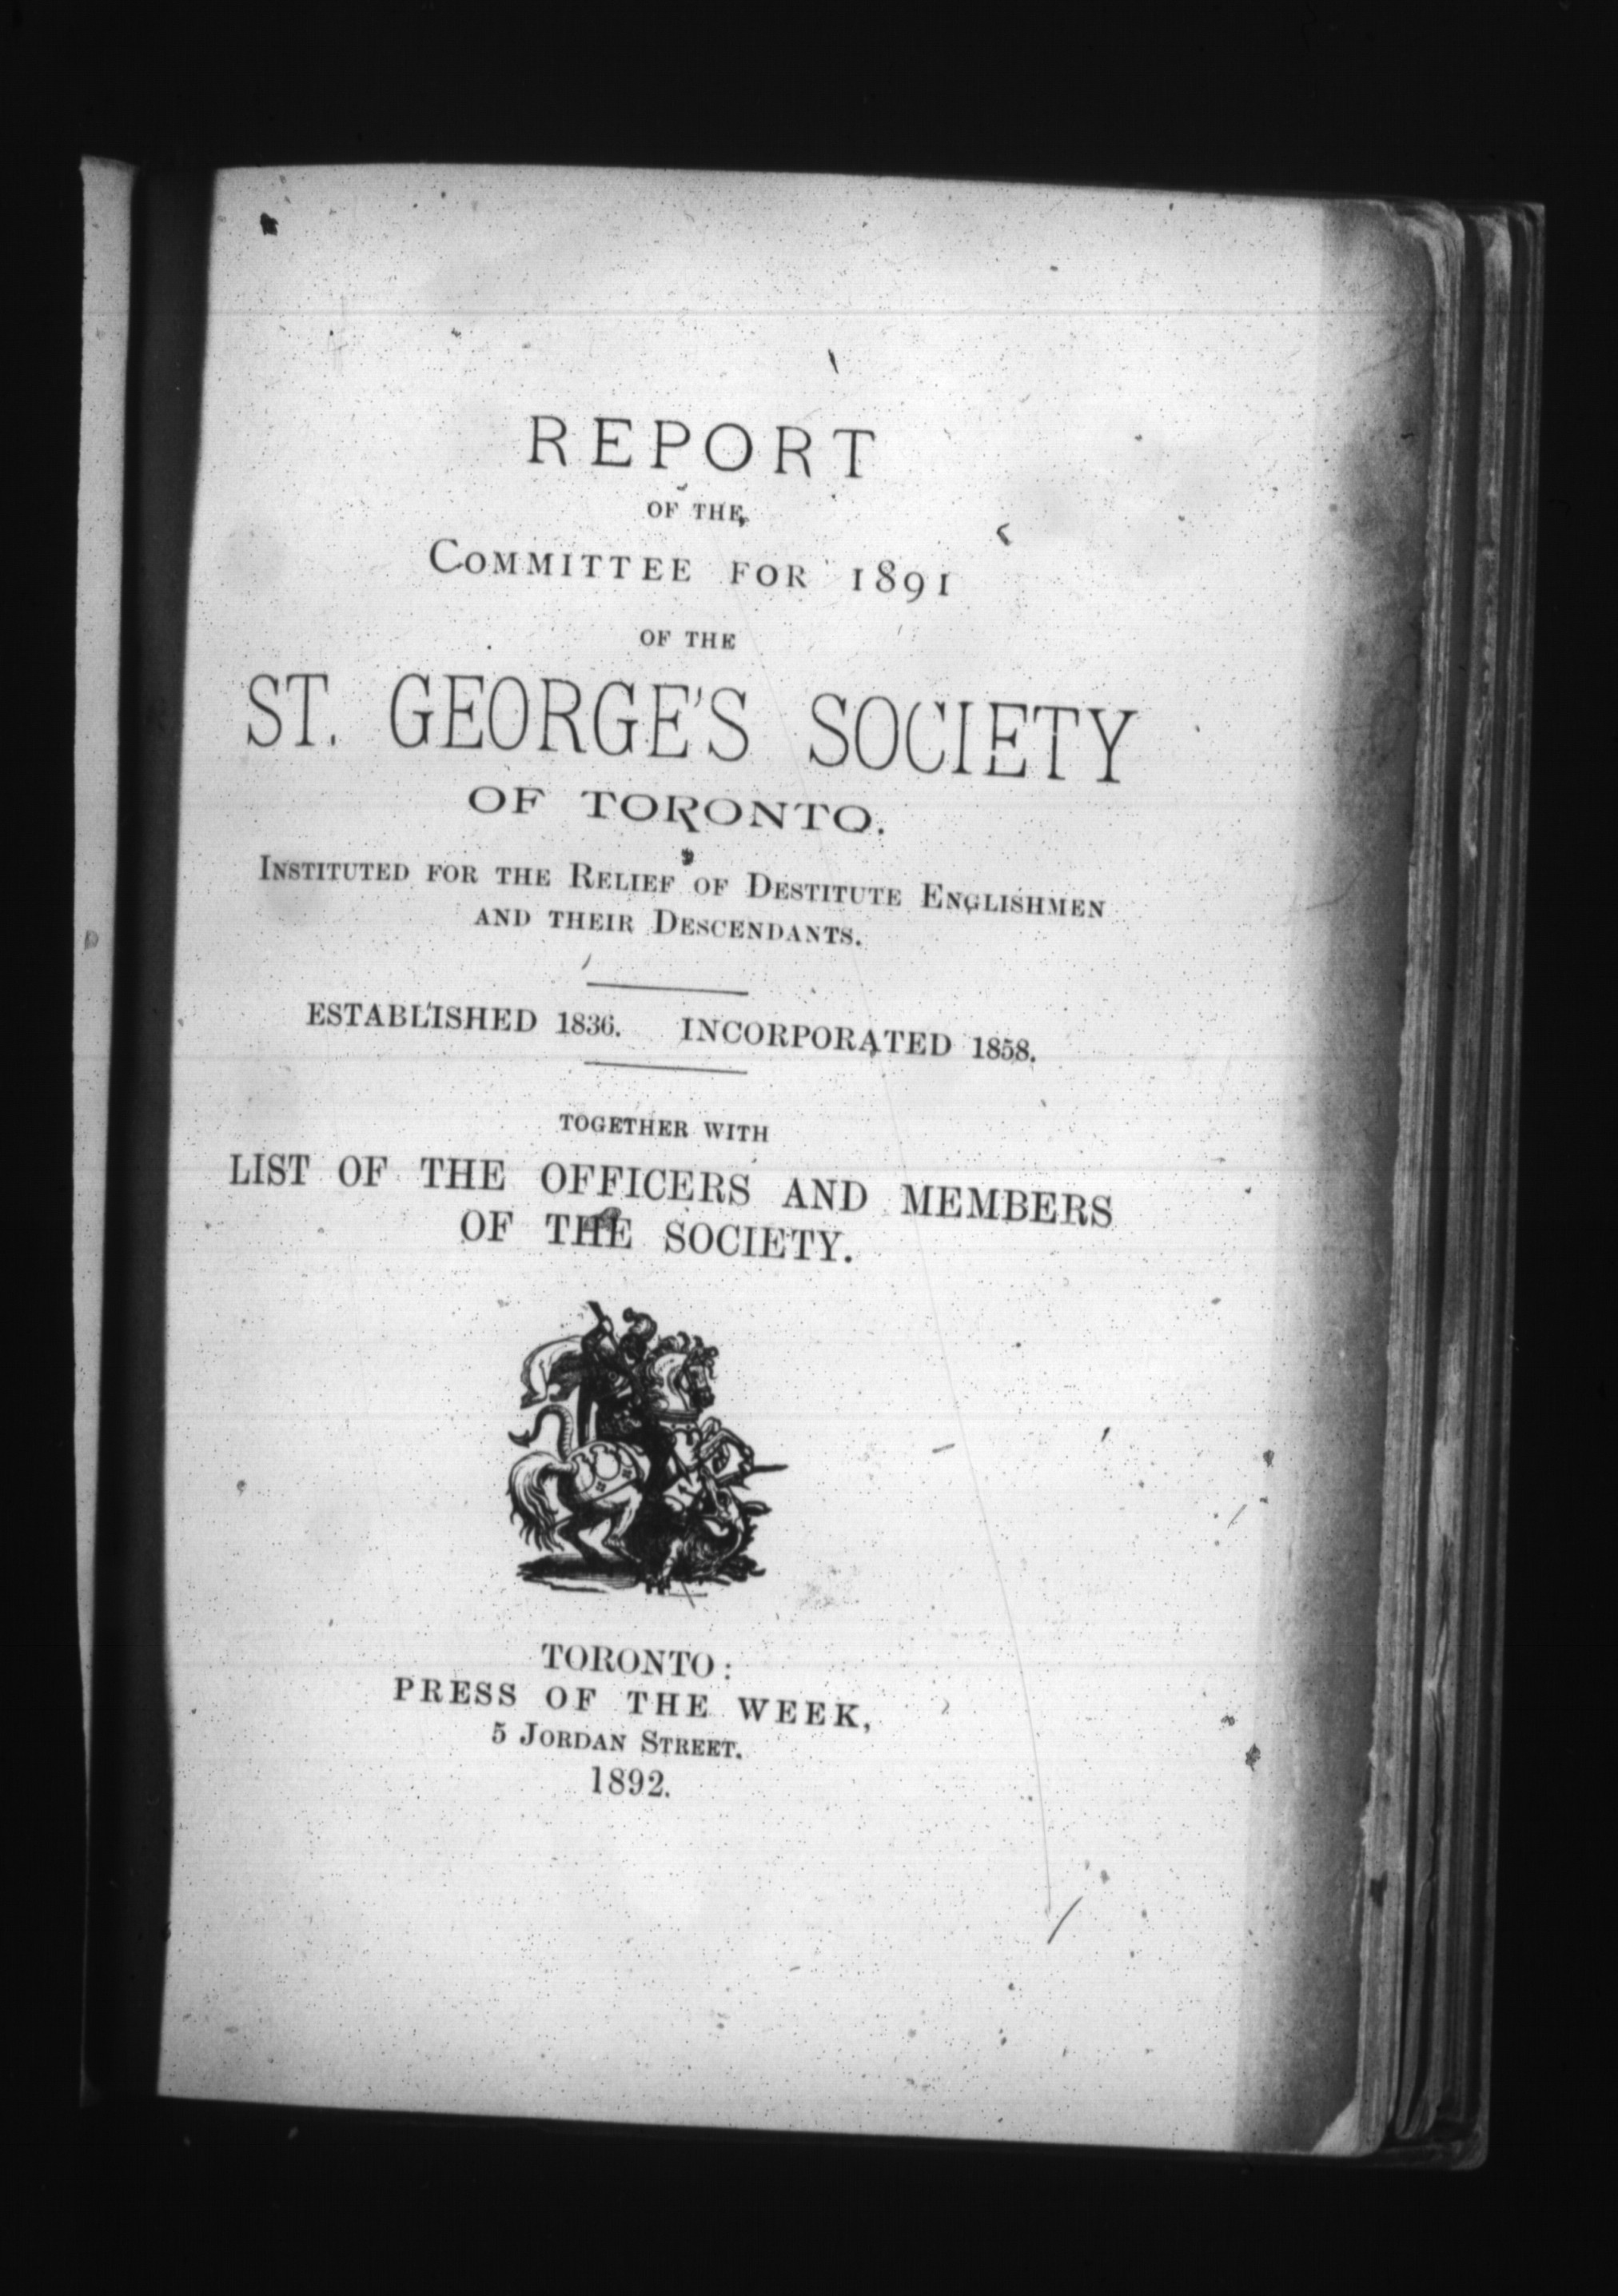 REPORT
OF THE
COMMITTEE FOR 1891
OF THE
ST. GEORGE'S SOCIETY
OF TORONTO.
INSTITUTED FOR THE RELIEF OF DESTITUTE ENGLISHMEN
AND THEIR DESCENDANTS.
ESTABLISHED 1836. INCORPORATED 1858.
TOGETHER WITH
LIST OF THE OFFICERS AND MEMBERS
OF THE SOCIETY.
TORONTO:
PRESS OF THE WEEK,
5 JORDAN STREET.
1892.